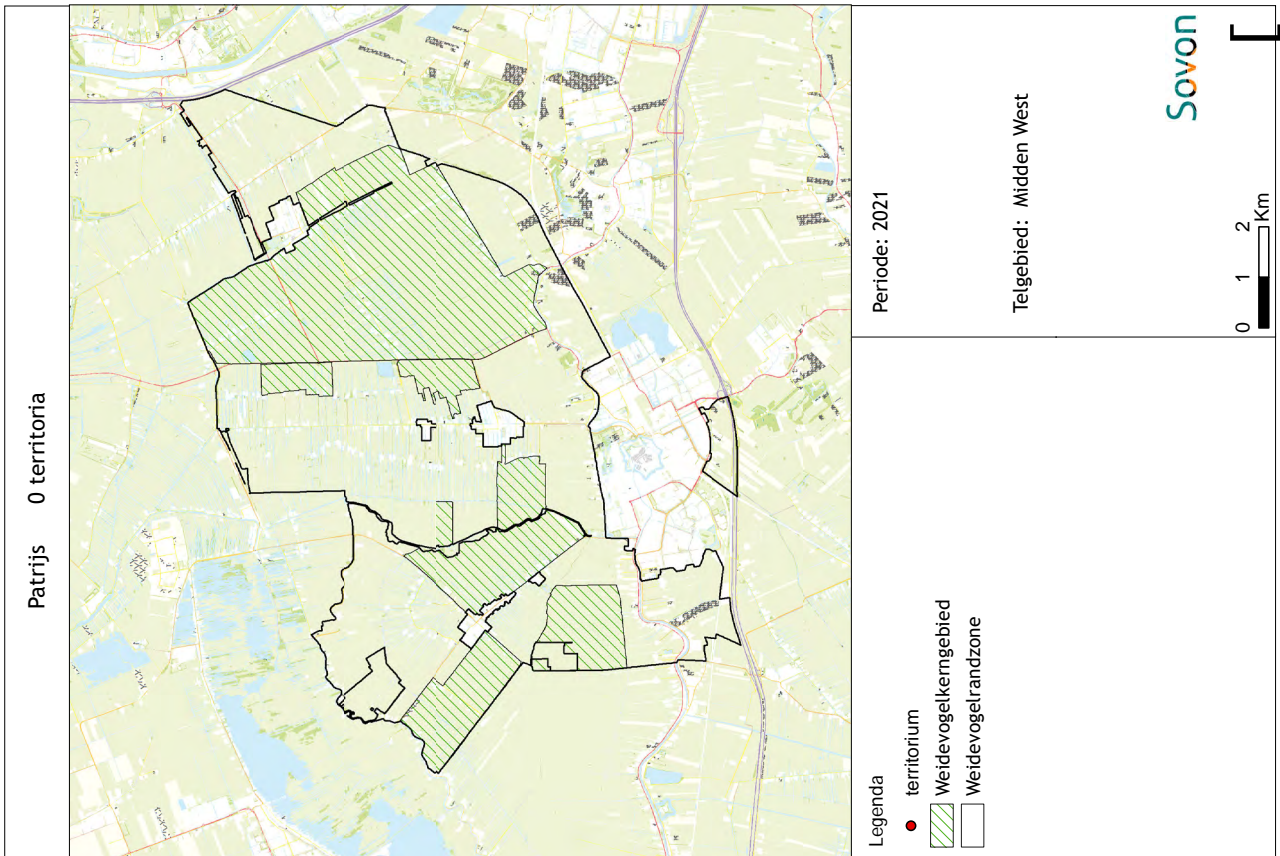 Patrijs 0 territoria
Legenda
territorium
Weidevogelkerngebied
Weidevogelrandzone
Periode: 2021
Telgebied: Midden West
0 1 2
Km
Sovon